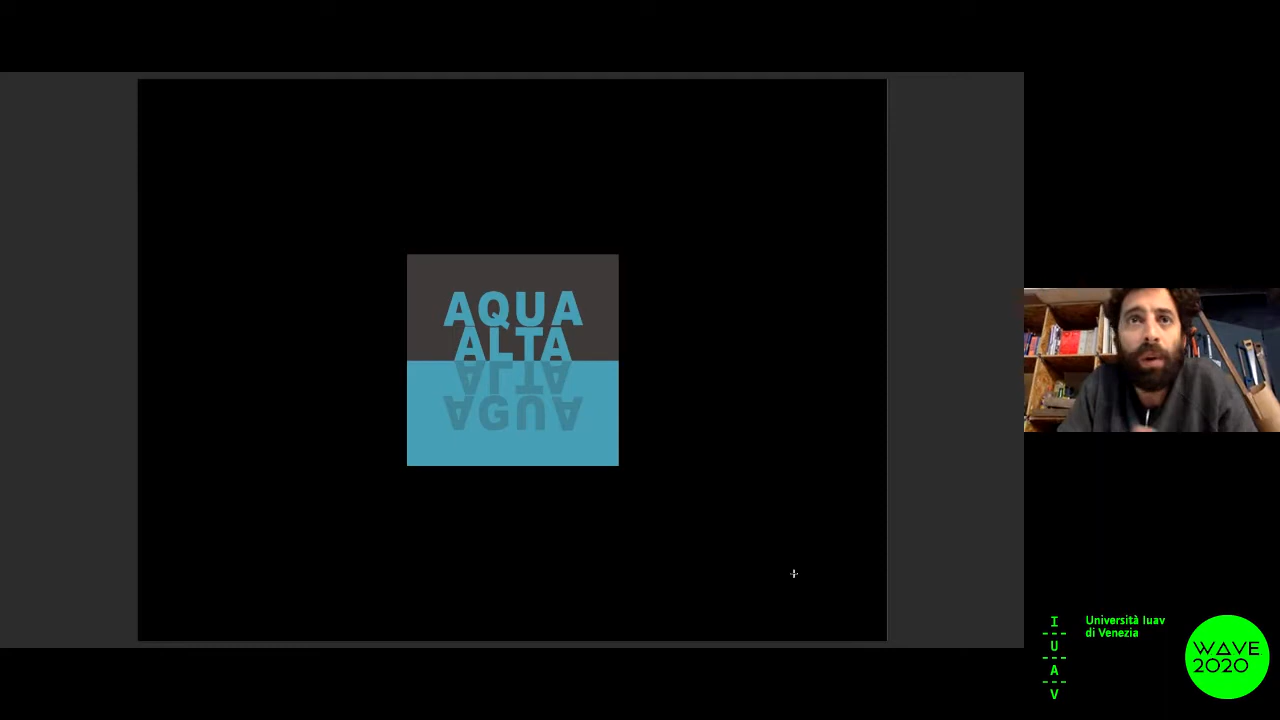 AQUA
ALTA
ALTA
AGUA
I
U
A
V
Università Iuav
di Venezia
WAVE
2020